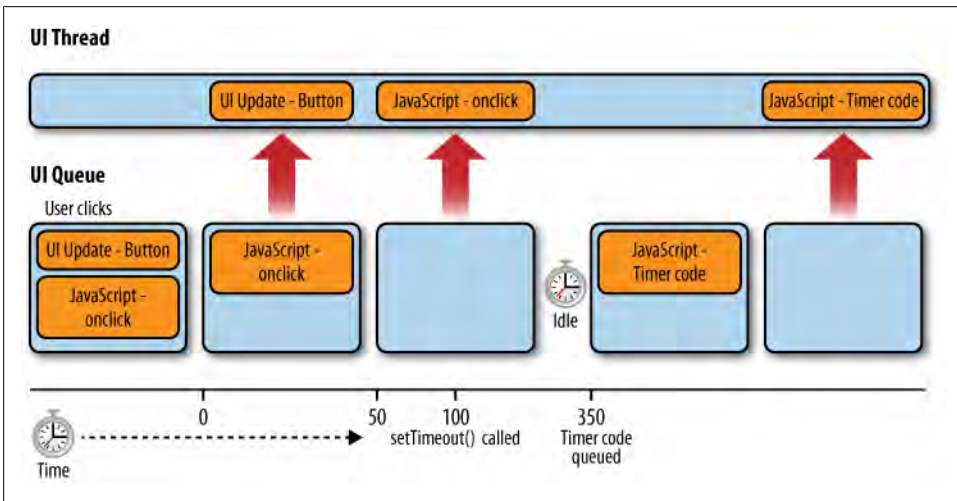 UI Thread
UI Update - Button
JavaScript - onclick
JavaScript - Timer code
UI Queue
User clicks
UI Update - Button
JavaScript -
onclick
JavaScript -
onclick
Idle
JavaScript -
Timer code
0
50
100
350
setTimeout() called
Timer code
queued
Time